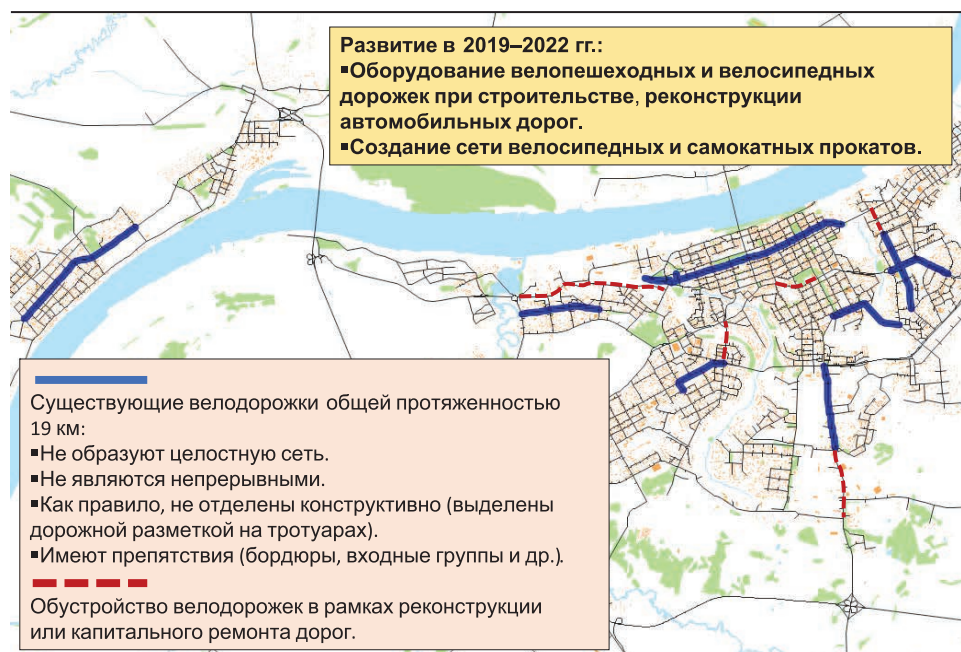 Развитие в 2019–2022 гг.:
▪Оборудование велопешеходных и велосипедных
дорожек при строительстве, реконструкции
автомобильных дорог.
▪Создание сети велосипедных и самокатных прокатов.
Существующие велодорожки общей протяженностью
19 км:
▪Не образуют целостную сеть.
▪Не являются непрерывными.
▪Как правило, не отделены конструктивно (выделены
дорожной разметкой на тротуарах).
▪Имеют препятствия (бордюры, входные группы и др.).
Обустройство велодорожек в рамках реконструкции
или капитального ремонта дорог.